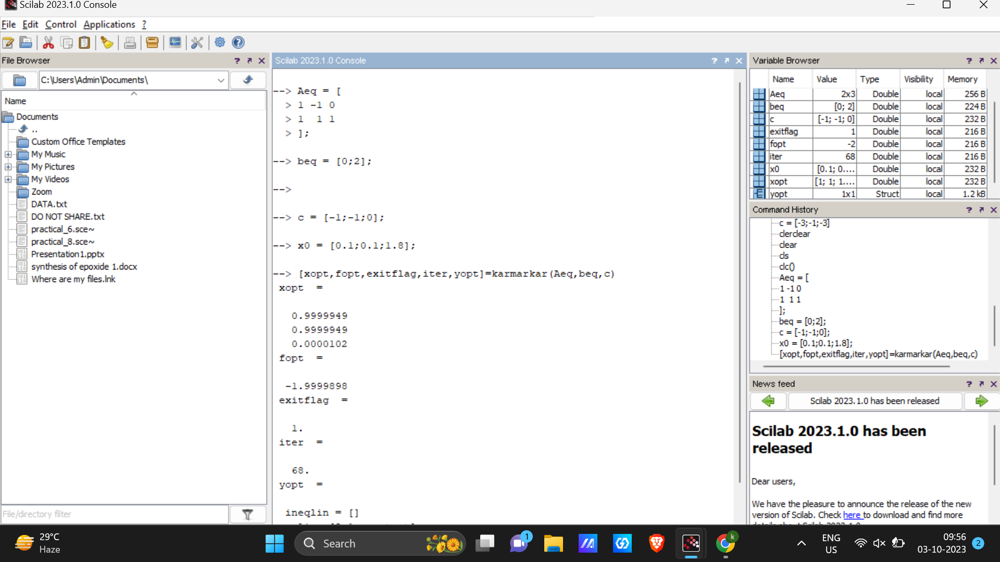 Scilab 2023.1.0 Console
File Edit Control Applications ?
File Browser ?
C:\Users\Admin\Documents\
Name
Documents
..
Custom Office Templates
My Music
My Pictures
My Videos
Zoom
DATA.txt
DO NOT SHARE.txt
practical_6.sce~
practical_8.sce~
Presentation1.pptx
synthesis of epoxide 1.docx
Where are my files.lnk
File/directory filter
Scilab 2023.1.0 Console ?
--> Aeq = [
> 1 -1 0
> 1  1 1
> ];
--> beq = [0;2];
-->
--> c = [-1;-1;0];
--> x0 = [0.1;0.1;1.8];
--> [xopt,fopt,exitflag,iter,yopt]=karmarkar(Aeq,beq,c)
xopt  =
0.9999949
0.9999949
0.0000102
fopt  =
-1.9999898
exitflag  =
1.
iter  =
68.
yopt  =
ineqlin = []
Variable Browser ?
Name Value Type Visibility Memory
Aeq 2x3 Double local 256 B
beq [0; 2] Double local 224 B
c [-1; -1; 0] Double local 232 B
exitflag 1 Double local 216 B
fopt -2 Double local 216 B
iter 68 Double local 216 B
x0 [0.1; 0.... Double local 232 B
xopt [1; 1; 1.... Double local 232 B
yopt 1x1 Struct local 1.2 kB
Command History ?
c = [-3;-1;-3]
clerclear
clear
cls
clc()
Aeq = [
1 -1 0
1  1 1
];
beq = [0;2];
c = [-1;-1;0];
x0 = [0.1;0.1;1.8];
[xopt,fopt,exitflag,iter,yopt]=karmarkar(Aeq,beq,c)
News feed ?
Scilab 2023.1.0 has been released
Scilab 2023.1.0 has been
released
Dear users,
We have the pleasure to announce the release of the new
version of Scilab. Check here to download and find more
29°C
Haze
Search
1
k
ENG
US
09:56
03-10-2023
2